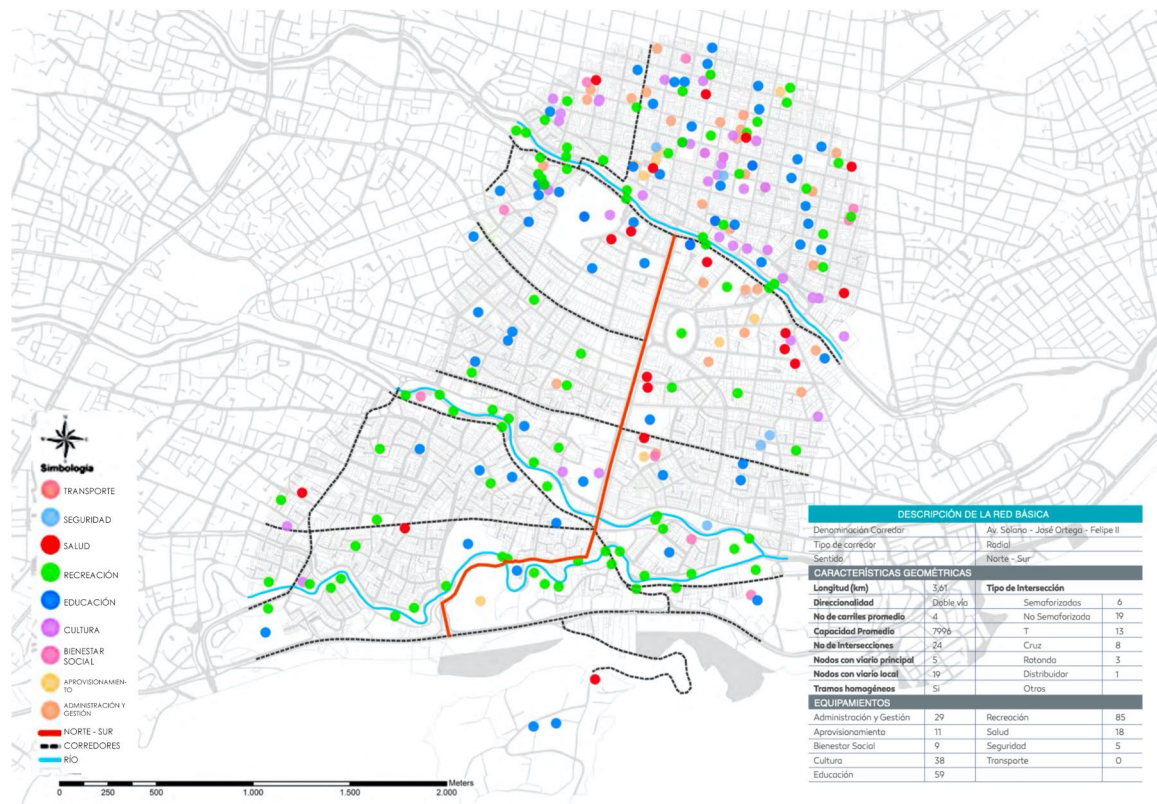 Simbología
TRANSPORTE
SEGURIDAD
SALUD
RECREACIÓN
EDUCACIÓN
CULTURA
BIENESTAR
SOCIAL
APROVISIONAMIEN-
TO
ADMINISTRACIÓN Y
GESTIÓN
NORTE - SUR
CORREDORES
RÍO
Meters
0 250 500 1.000 1.500 2.000
DESCRIPCIÓN DE LA RED BÁSICA
Denominación Corredor Av. Solano - José Ortega - Felipe II
Tipo de corredor Radial
Sentido Norte - Sur
CARACTERÍSTICAS GEOMÉTRICAS
Longitud (km) 3,61 Tipo de Intersección
Direccionalidad Doble vía Semaforizadas 6
No de carriles promedio 4 No Semaforizada 19
Capacidad Promedio 7996 T 13
No de Intersecciones 24 Cruz 8
Nodos con viario principal 5 Rotonda 3
Nodos con viario local 19 Distribuidor 1
Tramos homogéneos Si Otros
EQUIPAMIENTOS
Administración y Gestión 29 Recreación 85
Aprovisionamiento 11 Salud 18
Bienestar Social 9 Seguridad 5
Cultura 38 Transporte O
Educación 59